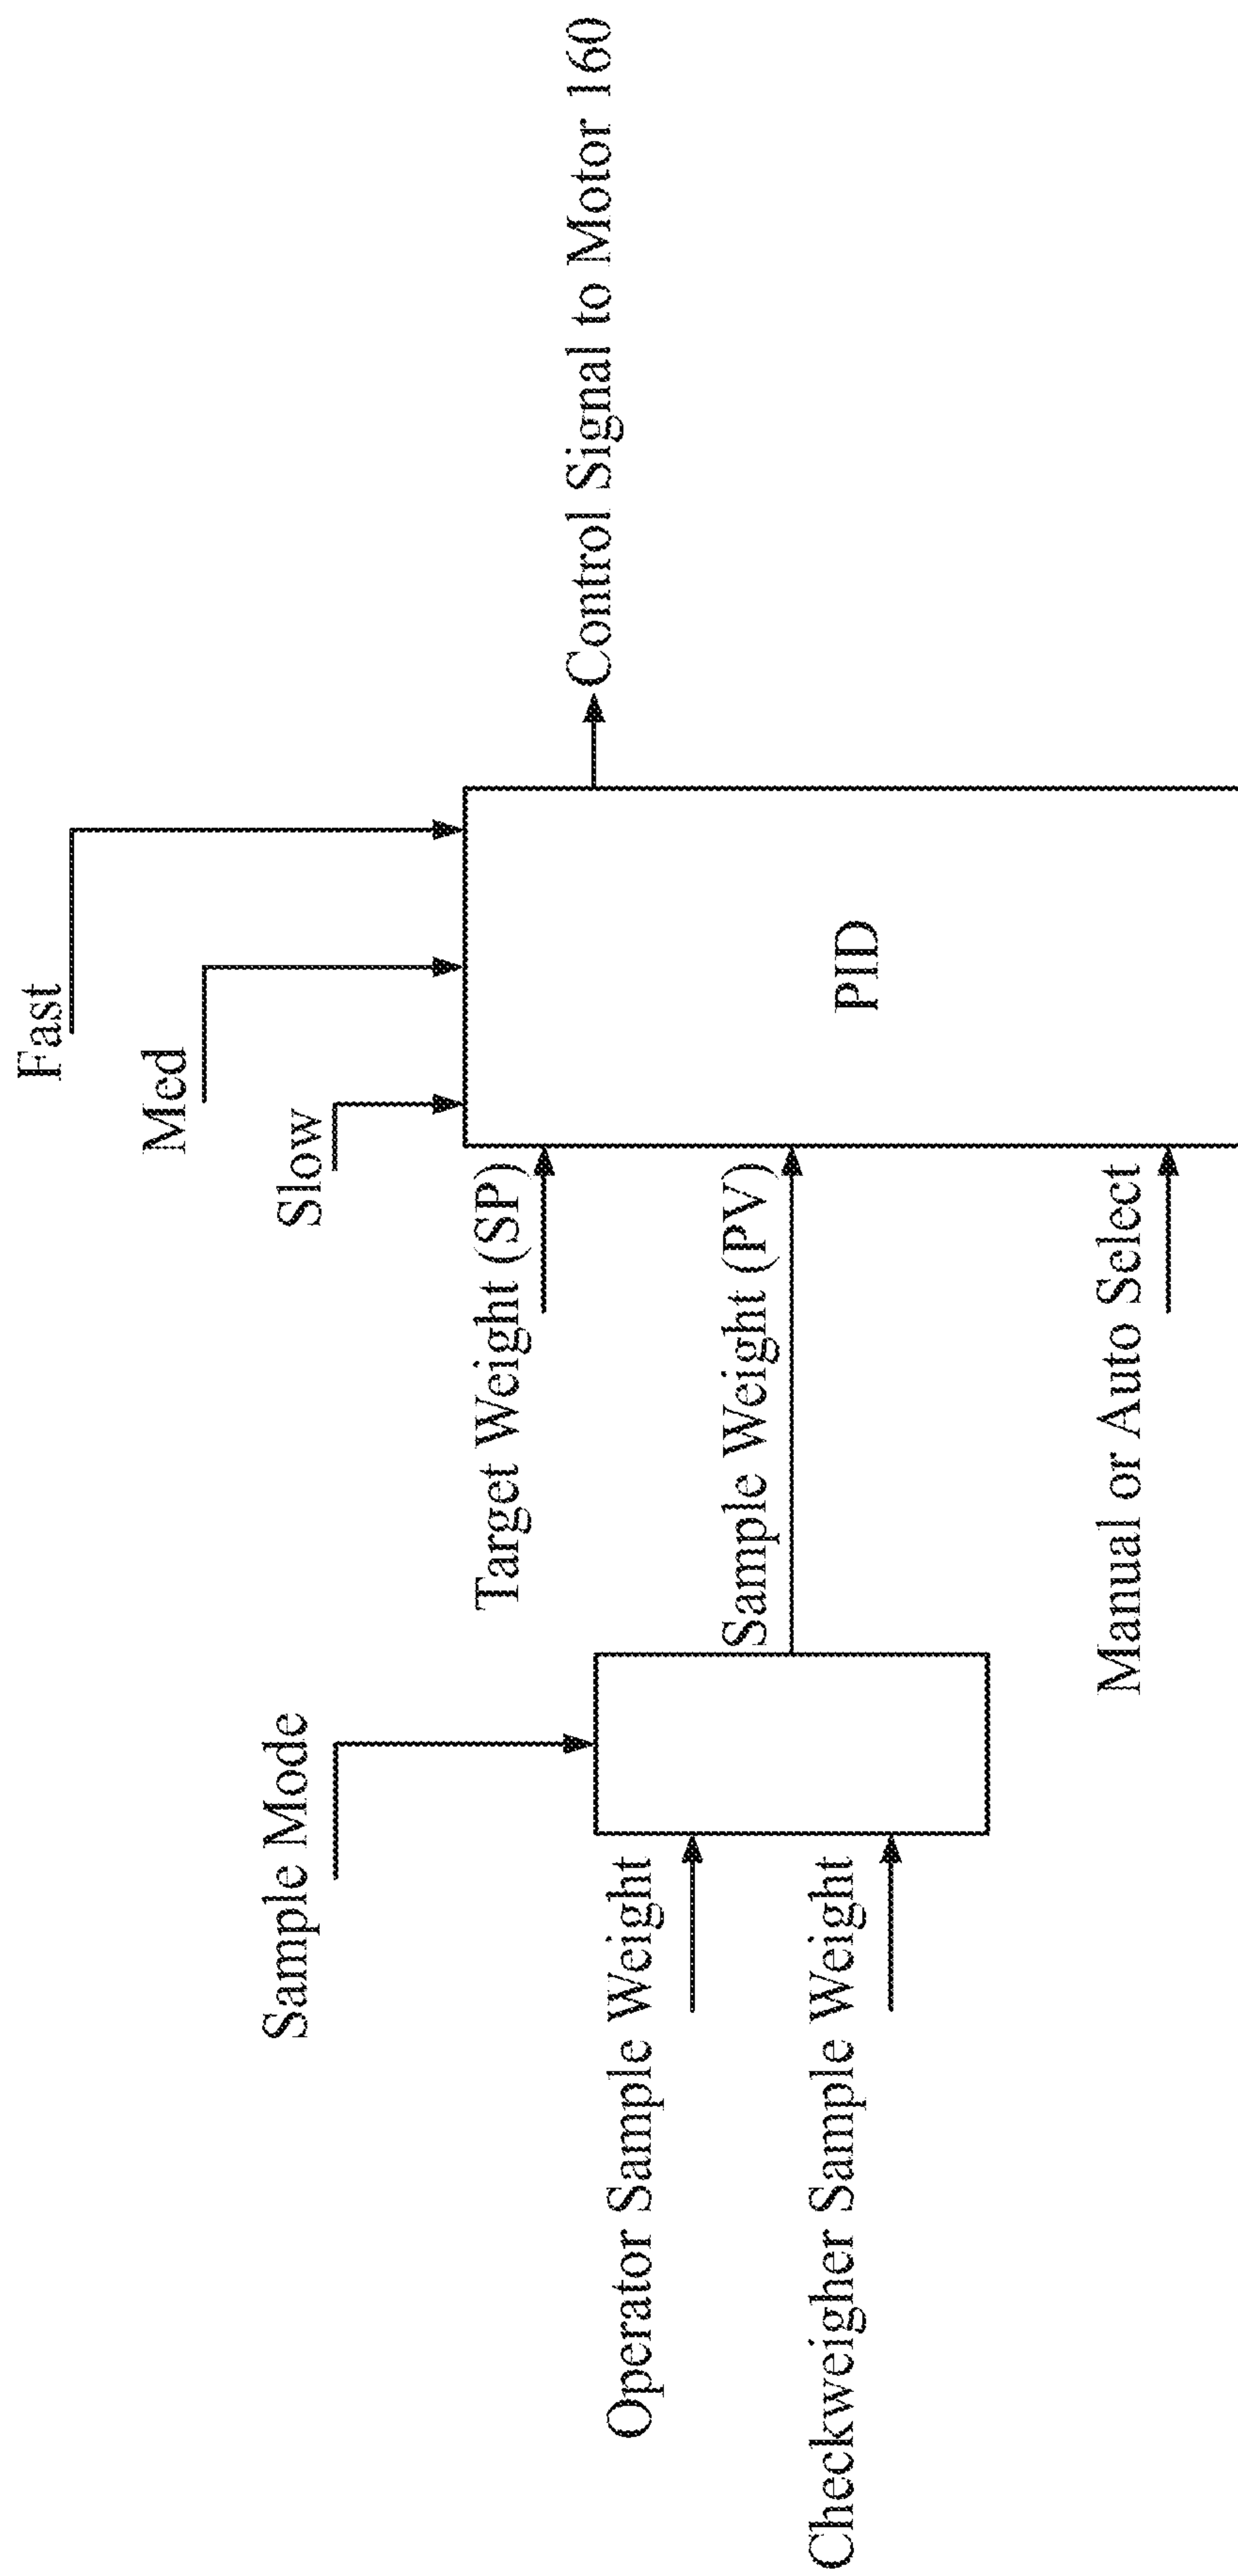 Fast
Med
Slow
Sample Mode
Target Weight (SP)
Control Signal to Motor 160
Operator Sample Weight
Sample Weight (PV)
Checkweigher Sample Weight
PID
Manual or Auto Select